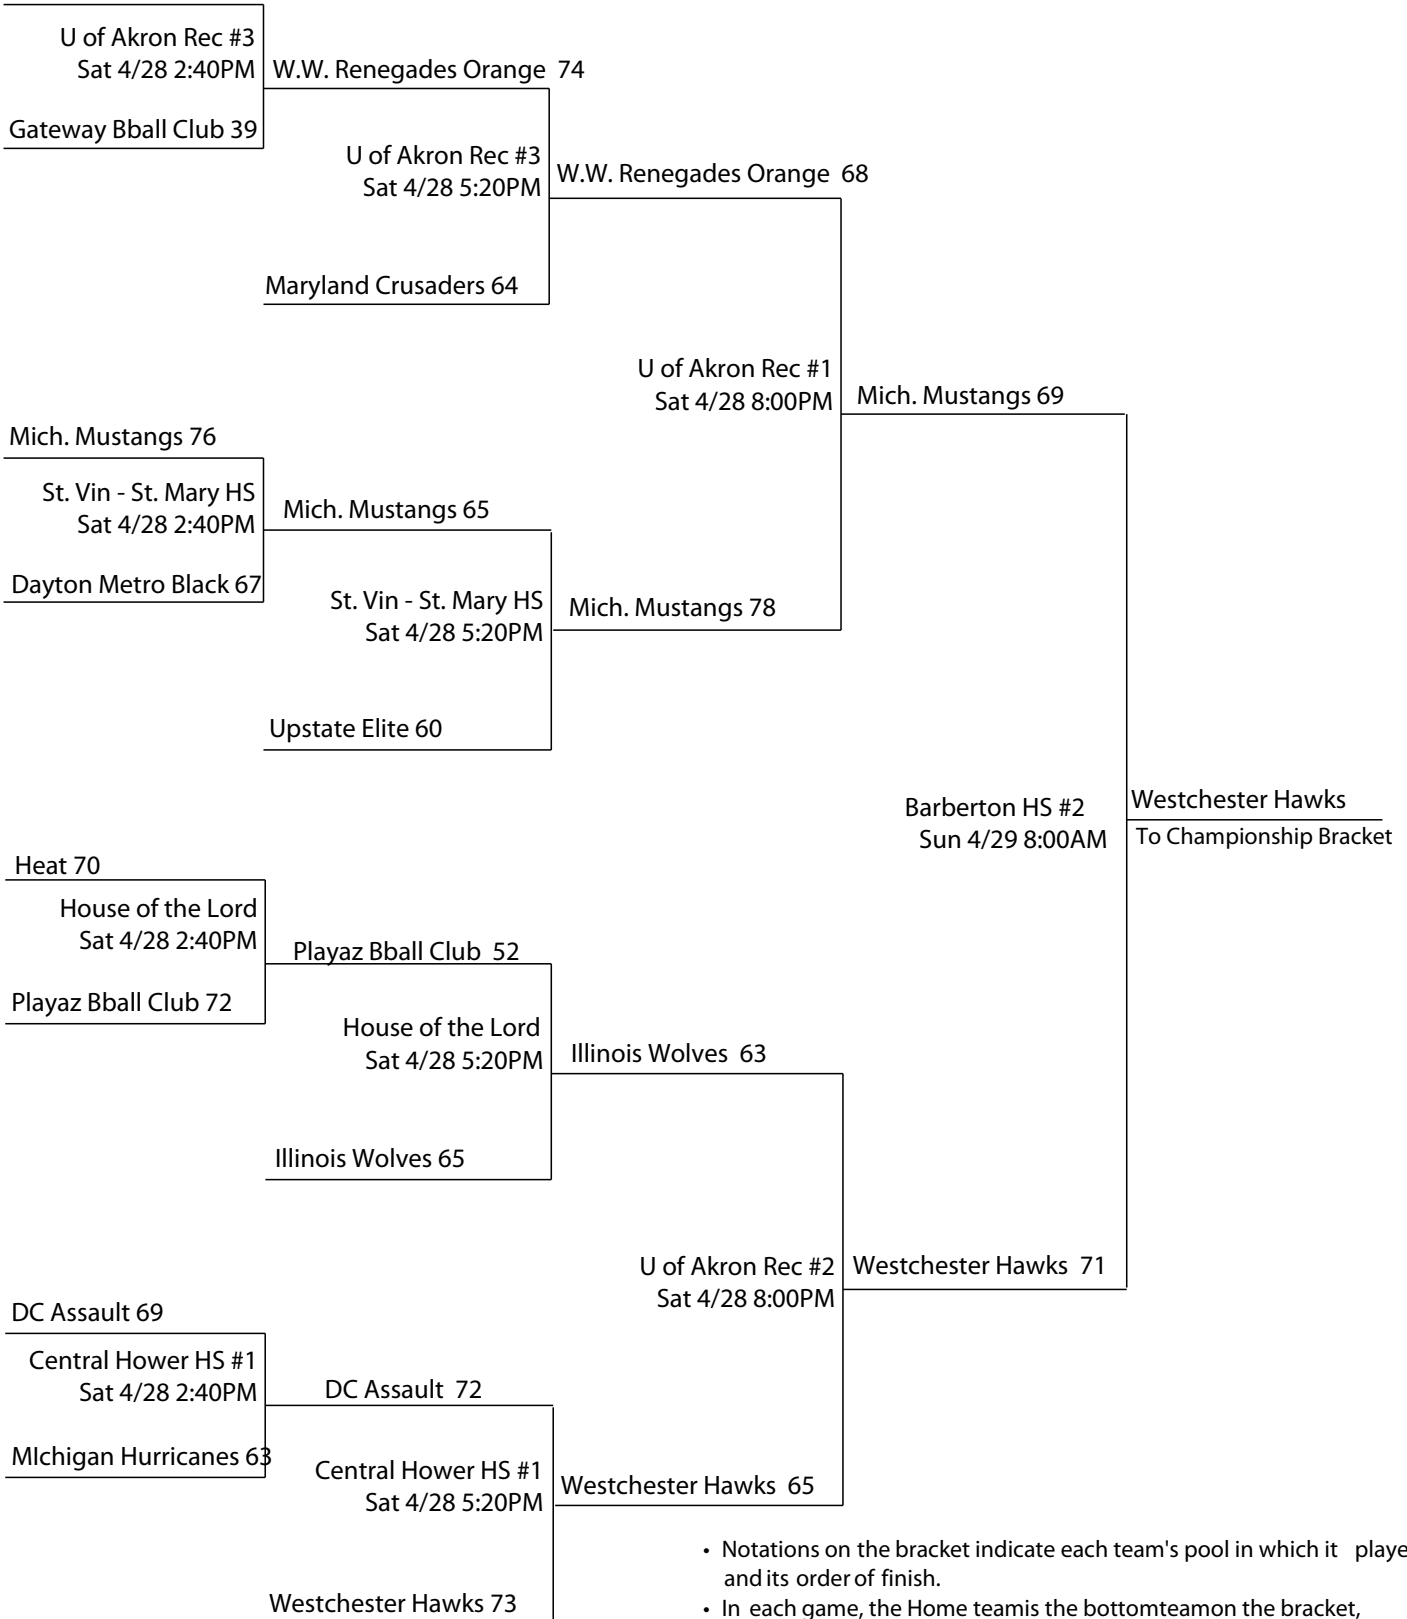 U of Akron Rec #3
Sat 4/28 2:40PM
W.W. Renegades Orange 74
Gateway Bball Club 39
U of Akron Rec #3
Sat 4/28 5:20PM
W.W. Renegades Orange 68
Maryland Crusaders 64
U of Akron Rec #1
Sat 4/28 8:00PM
Mich. Mustangs 69
Mich. Mustangs 76
St. Vin - St. Mary HS
Sat 4/28 2:40PM
Mich. Mustangs 65
Dayton Metro Black 67
St. Vin - St. Mary HS
Sat 4/28 5:20PM
Mich. Mustangs 78
Upstate Elite 60
Barberton HS #2
Sun 4/29 8:00AM
Westchester Hawks
To Championship Bracket
Heat 70
House of the Lord
Sat 4/28 2:40PM
Playaz Bball Club 52
Playaz Bball Club 72
House of the Lord
Sat 4/28 5:20PM
Illinois Wolves 63
Illinois Wolves 65
U of Akron Rec #2
Sat 4/28 8:00PM
Westchester Hawks 71
DC Assault 69
Central Hower HS #1
Sat 4/28 2:40PM
DC Assault 72
MIchigan Hurricanes 63
Central Hower HS #1
Sat 4/28 5:20PM
Westchester Hawks 65
Westchester Hawks 73
• Notations on the bracket indicate each team's pool in which it playe
and its order of finish.
• In each game, the Home teamis the bottomteamon the bracket,